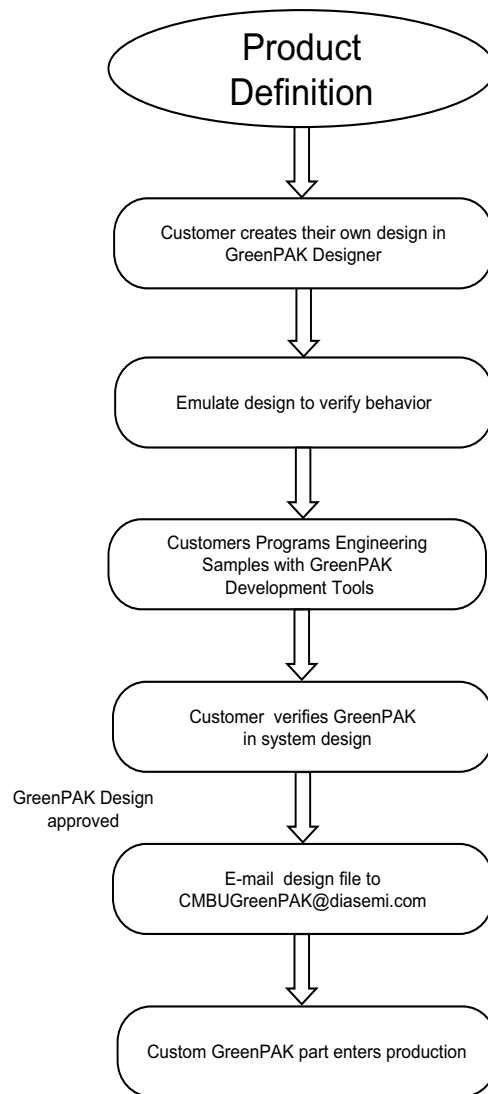 Product
Definition
Customer creates their own design in
GreenPAK Designer
Emulate design to verify behavior
Customers Programs Engineering
Samples with GreenPAK
Development Tools
Customer verifies GreenPAK
in system design
GreenPAK Design
approved
E-mail design file to
CMBUGreenPAK@diasemi.com
Custom GreenPAK part enters production